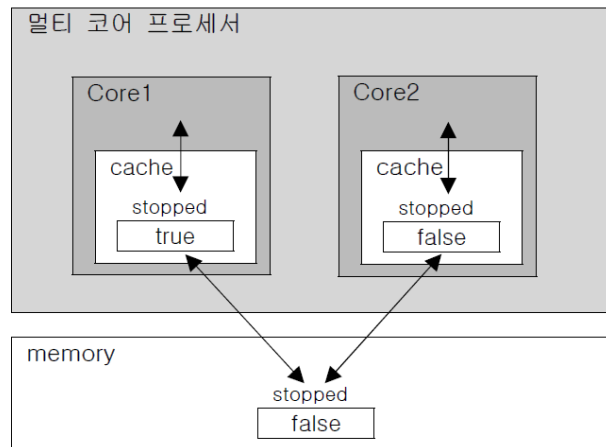 멀티 코어 프로세서
Core1
Core2
cache
cache
stopped
stopped
true
false
memory
stopped
false